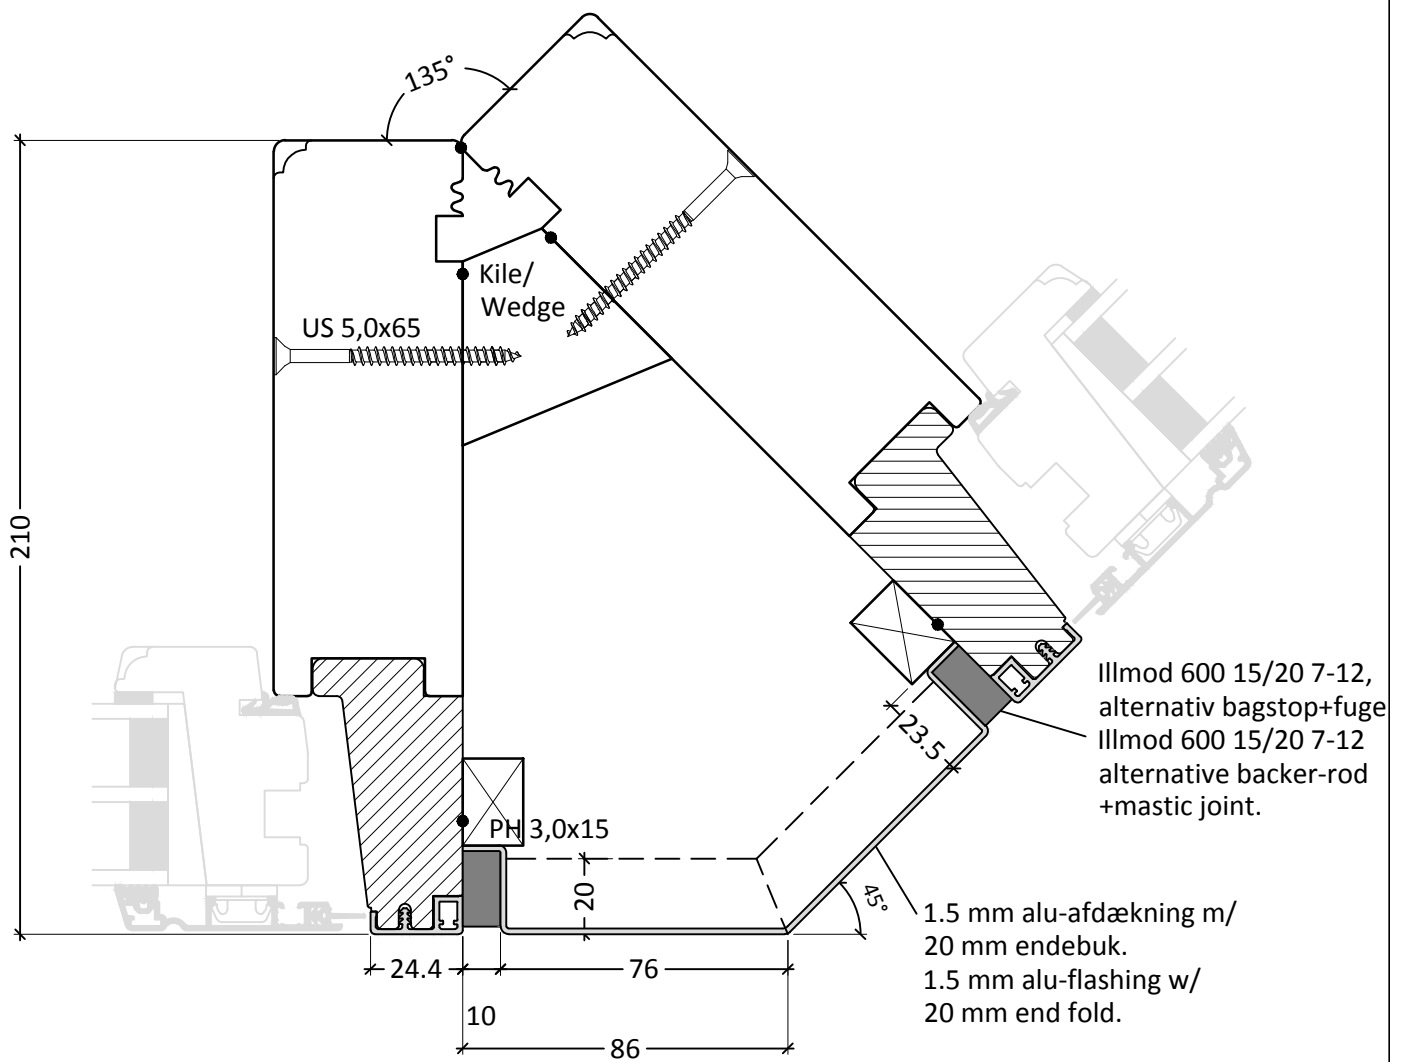 135°
Kile/
Wedge
US 5,0x65
210
Illmod 600 15/20 7-12,
alternativ bagstop+fuge
Illmod 600 15/20 7-12
alternative backer-rod
+mastic joint.
23.5
PH 3,0x15
20
45°
1.5 mm alu-afdækning m/
20 mm endebuk.
1.5 mm alu-flashing w/
20 mm end fold.
24.4
76
10
86